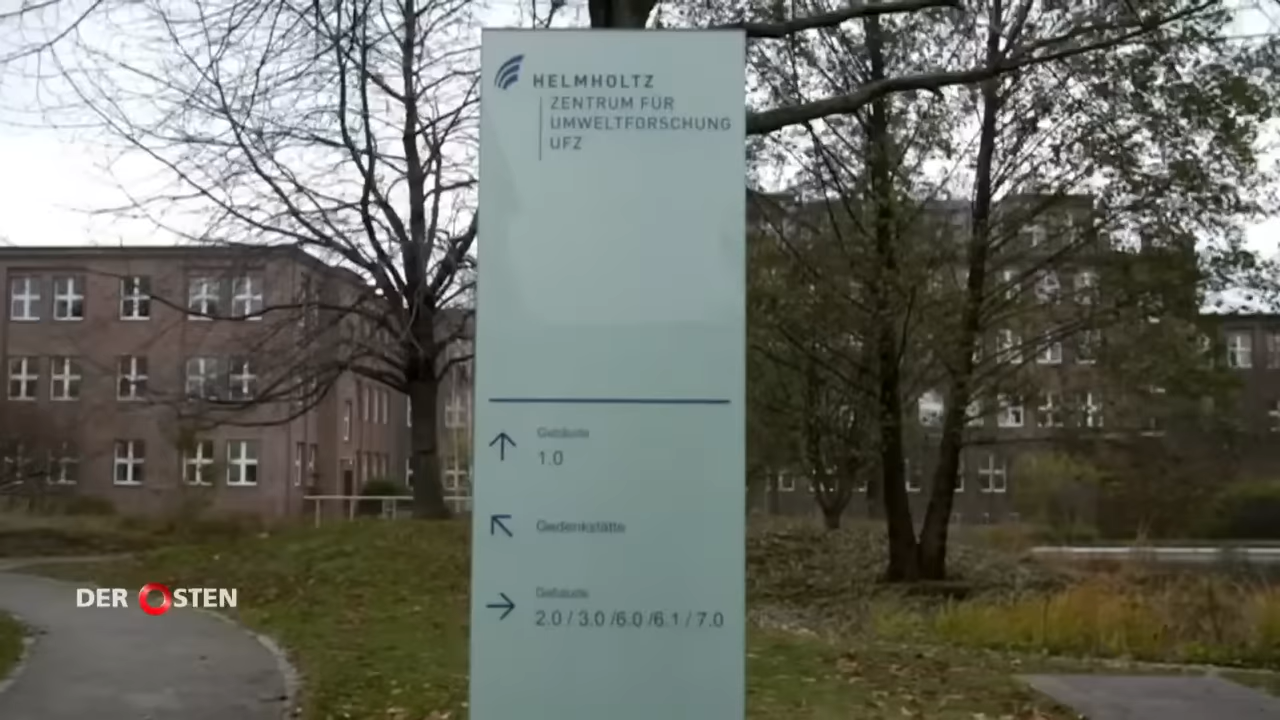 HELMHOLTZ
ZENTRUM FÜR
UMWELTFORSCHUNG
UFZ
Gebäude
1.0
Gedenkstätte
Gebäude
2.0 / 3.0 /6.0 /6.1 / 7.0
DER OSTEN